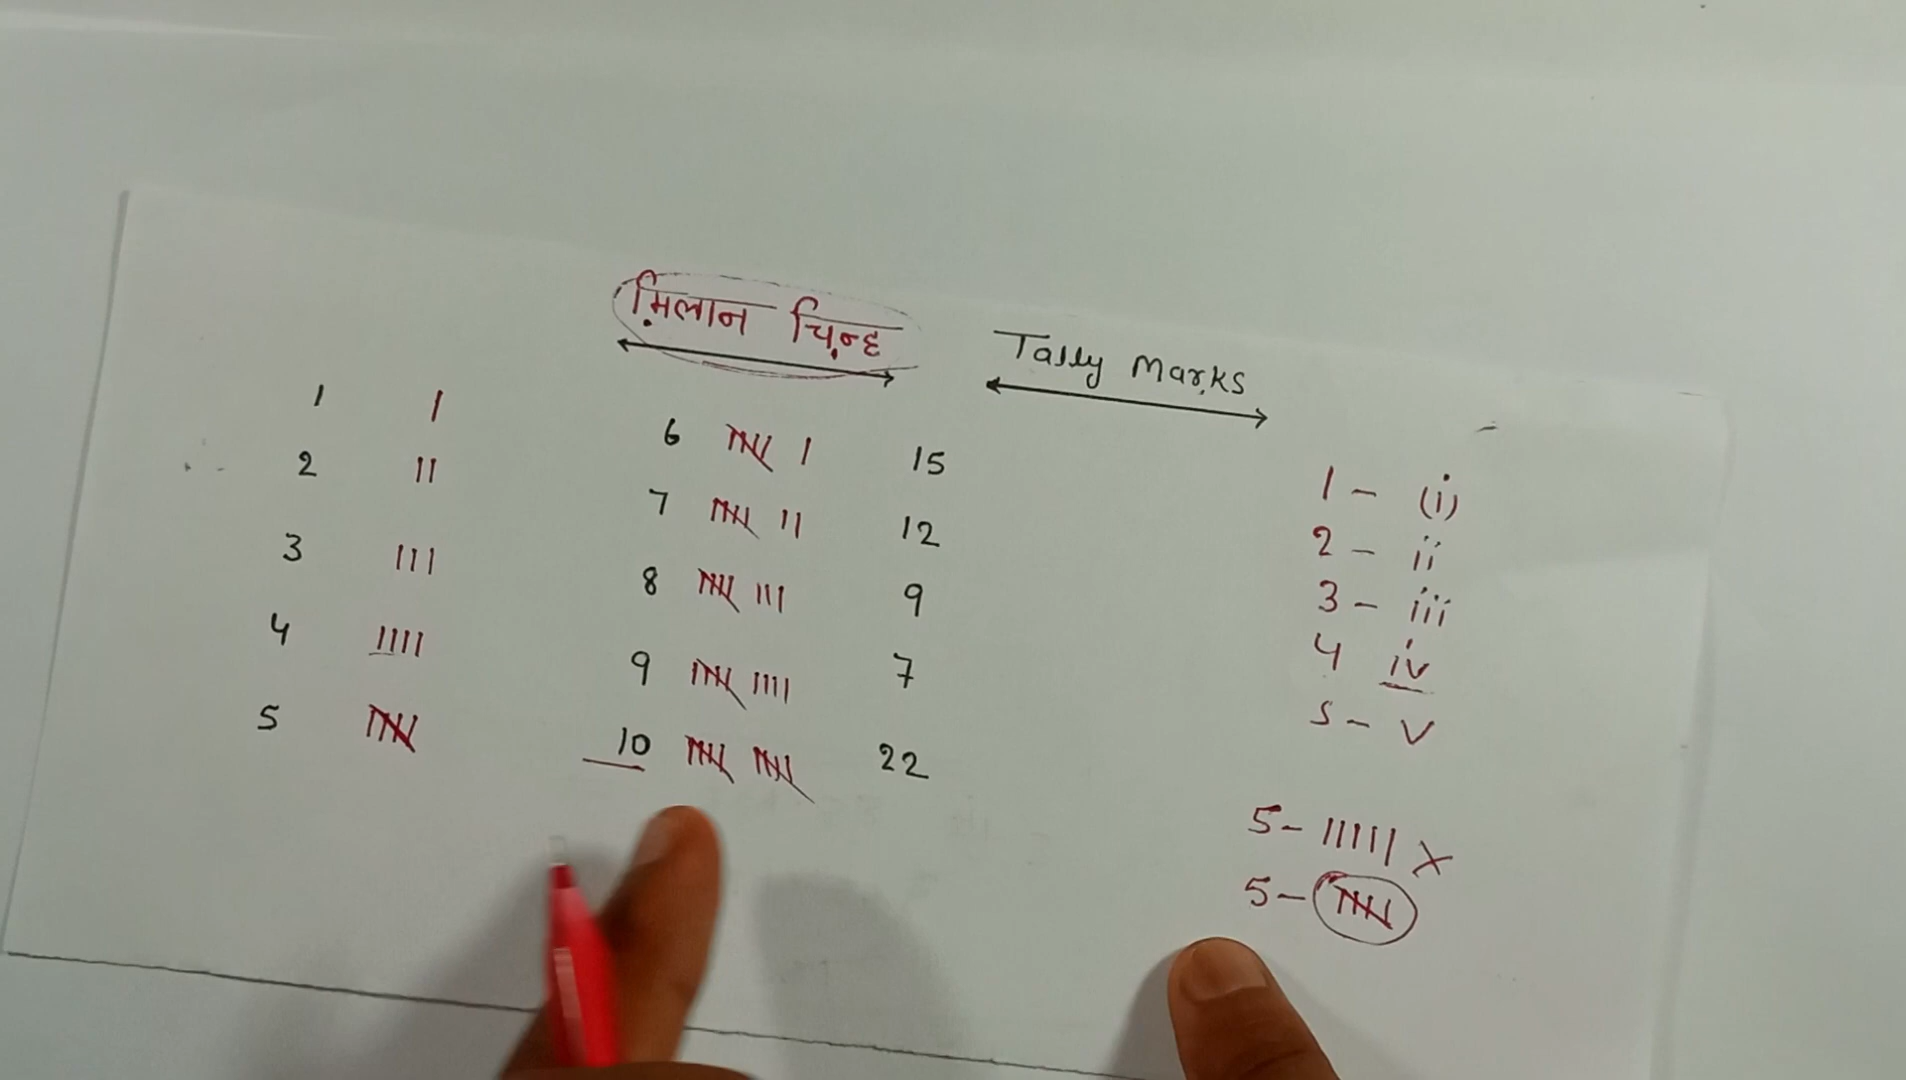 मिलान चिन्ह
Tally Marks
1 |
2 ||
3 |||
4 ||||
5 𝍸
6 𝍸 |
7 𝍸 ||
8 𝍸 |||
9 𝍸 ||||
10 𝍸 𝍸
15
12
9
7
22
1 - (i)
2 - ii
3 - iii
4 iv
5 - v
5 - ||||| X
5 - 𝍸